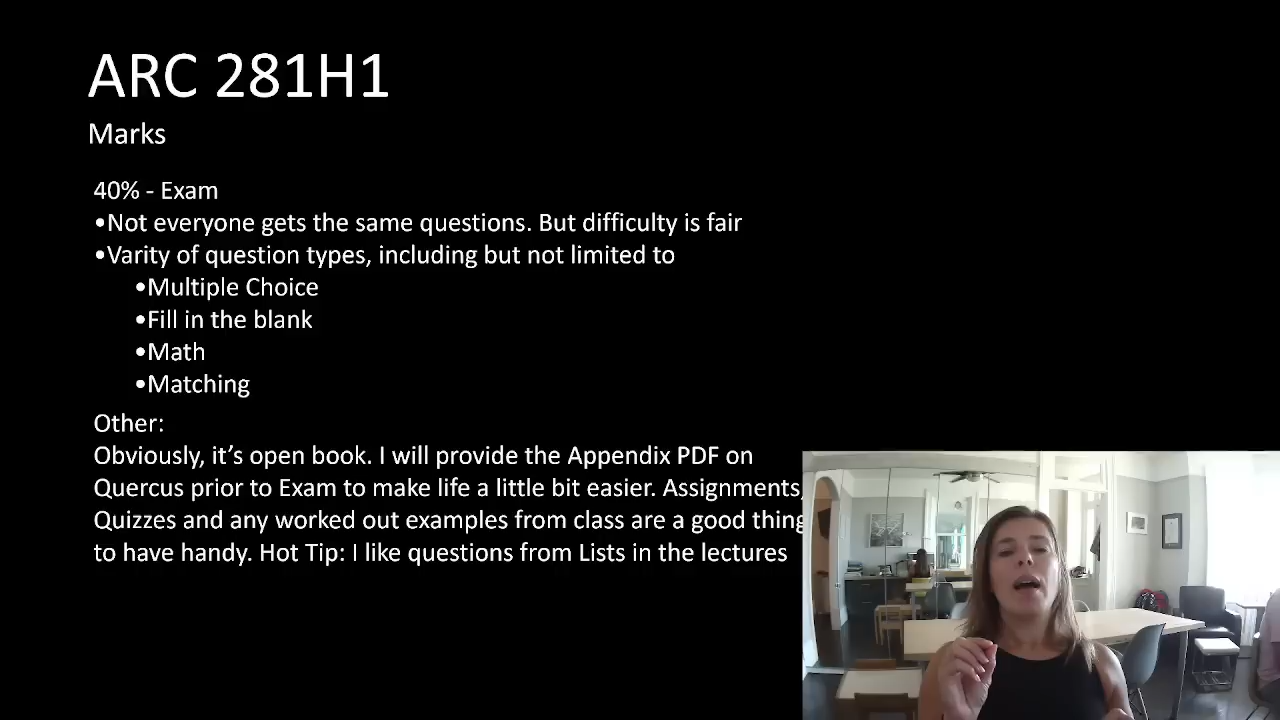 ARC 281H1
Marks
40% - Exam
•Not everyone gets the same questions. But difficulty is fair
•Varity of question types, including but not limited to
•Multiple Choice
•Fill in the blank
•Math
•Matching
Other:
Obviously, it’s open book. I will provide the Appendix PDF on
Quercus prior to Exam to make life a little bit easier. Assignments,
Quizzes and any worked out examples from class are a good thing
to have handy. Hot Tip: I like questions from Lists in the lectures